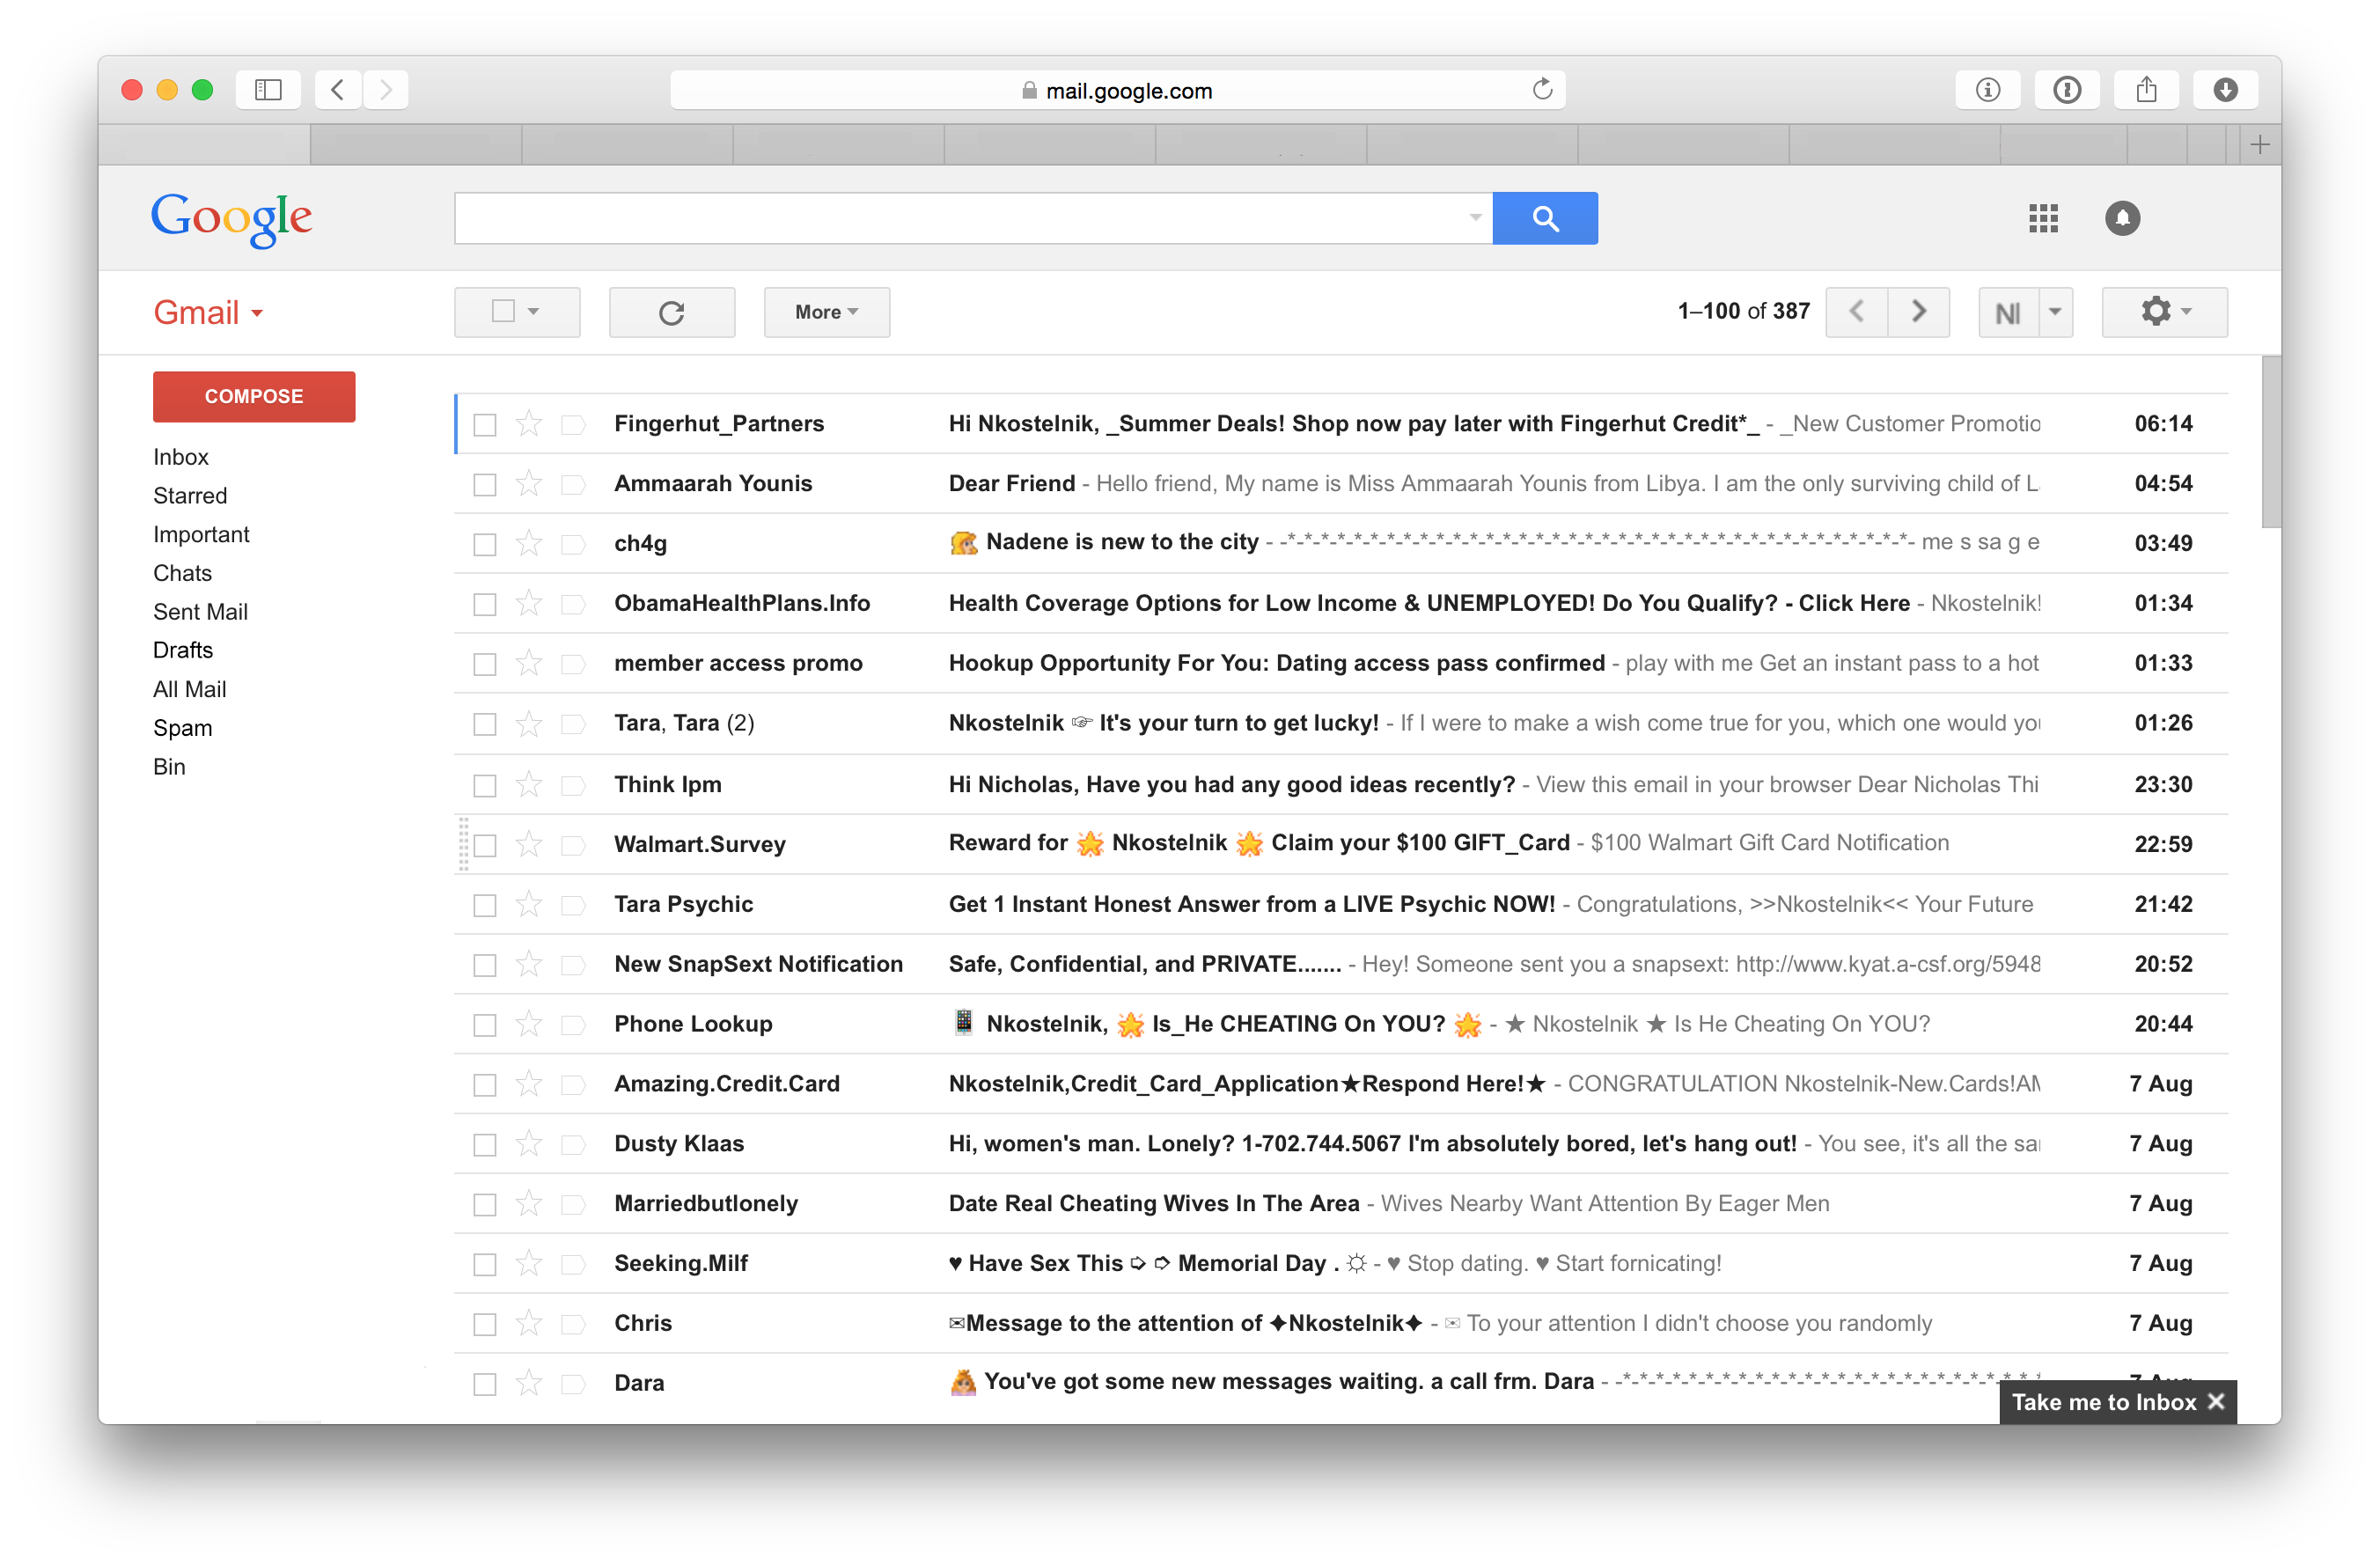 mail.google.com
Google
Gmail
More
1–100 of 387
COMPOSE
Inbox
Starred
Important
Chats
Sent Mail
Drafts
All Mail
Spam
Bin
Fingerhut_Partners Hi Nkostelnik, _Summer Deals! Shop now pay later with Fingerhut Credit*_ - _New Customer Promotio 06:14
Ammaarah Younis Dear Friend - Hello friend, My name is Miss Ammaarah Younis from Libya. I am the only surviving child of L 04:54
ch4g Nadene is new to the city - -*-*-*-*-*-*-*-*-*-*-*-*-*-*-*-*-*-*-*-*-*-*-*-*-*-*-*-*-*-*-*-*-*-*-*-*-*-*- me s sa g e 03:49
ObamaHealthPlans.Info Health Coverage Options for Low Income & UNEMPLOYED! Do You Qualify? - Click Here - Nkostelnik! 01:34
member access promo Hookup Opportunity For You: Dating access pass confirmed - play with me Get an instant pass to a hot 01:33
Tara, Tara (2) Nkostelnik ☞ It's your turn to get lucky! - If I were to make a wish come true for you, which one would you 01:26
Think Ipm Hi Nicholas, Have you had any good ideas recently? - View this email in your browser Dear Nicholas Thi 23:30
Walmart.Survey Reward for 🌟 Nkostelnik 🌟 Claim your $100 GIFT_Card - $100 Walmart Gift Card Notification 22:59
Tara Psychic Get 1 Instant Honest Answer from a LIVE Psychic NOW! - Congratulations, >>Nkostelnik<< Your Future 21:42
New SnapSext Notification Safe, Confidential, and PRIVATE....... - Hey! Someone sent you a snapsext: http://www.kyat.a-csf.org/5948 20:52
Phone Lookup 📱 Nkostelnik, 🌟 Is_He CHEATING On YOU? 🌟 - ★ Nkostelnik ★ Is He Cheating On YOU? 20:44
Amazing.Credit.Card Nkostelnik,Credit_Card_Application★Respond Here!★ - CONGRATULATION Nkostelnik-New.Cards!AM 7 Aug
Dusty Klaas Hi, women's man. Lonely? 1-702.744.5067 I'm absolutely bored, let's hang out! - You see, it's all the sa 7 Aug
Marriedbutlonely Date Real Cheating Wives In The Area - Wives Nearby Want Attention By Eager Men 7 Aug
Seeking.Milf ♥ Have Sex This ➩ ➮ Memorial Day . ☼ - ♥ Stop dating. ♥ Start fornicating! 7 Aug
Chris ✉Message to the attention of ✦Nkostelnik✦ - ✉ To your attention I didn't choose you randomly 7 Aug
Dara You've got some new messages waiting. a call frm. Dara - -*-*-*-*-*-*-*-*-*-*-*-*-*-*-*-*-*-*-*-*-*-*-*-*-*-* 7 Aug
Take me to Inbox